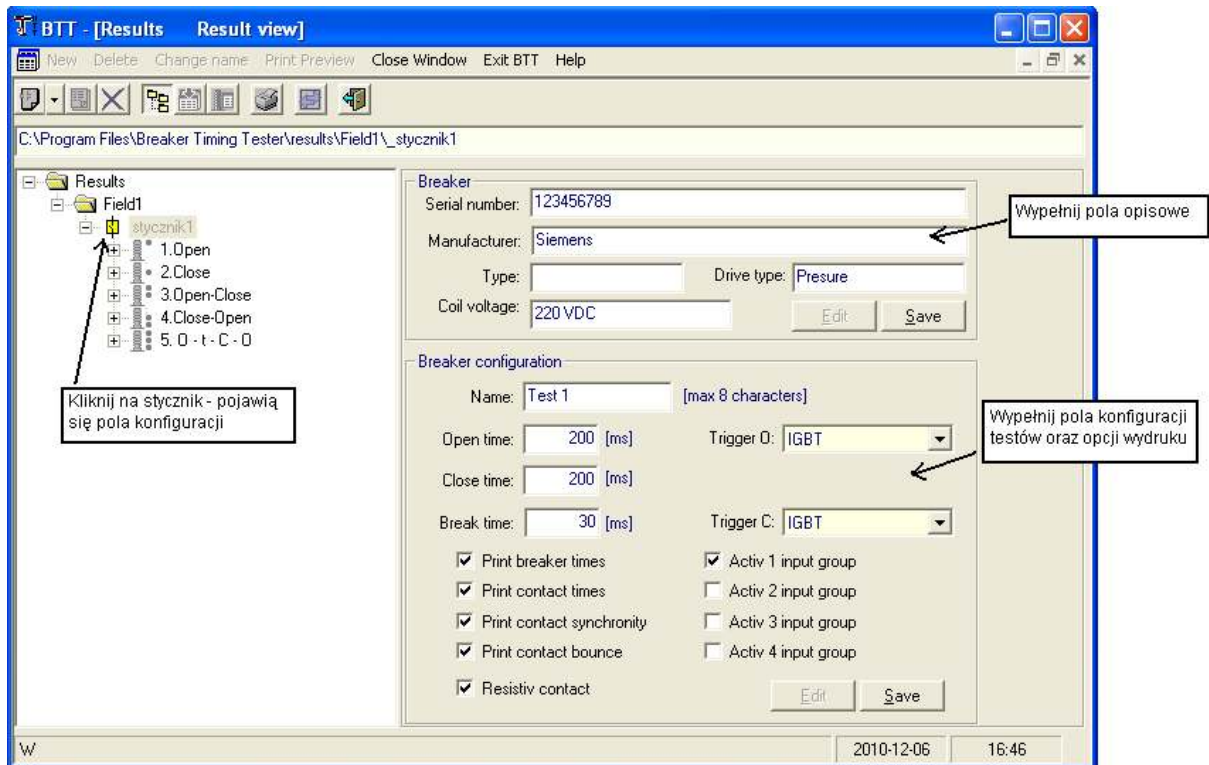 BTT - [Results Result view]
New Delete Change name Print Preview Close Window Exit BTT Help
C:\Program Files\Breaker Timing Tester\results\Field1\_stycznik1
Results
Field1
stycznik1
1.Open
2.Close
3.Open-Close
4.Close-Open
5. O - t - C - O
Kliknij na stycznik - pojawią
się pola konfiguracji
Breaker
Serial number: 123456789
Manufacturer: Siemens
Type: Drive type: Presure
Coil voltage: 220 VDC Edit Save
Wypełnij pola opisowe
Breaker configuration
Name: Test 1 [max 8 characters]
Open time: 200 [ms] Trigger O: IGBT
Close time: 200 [ms]
Break time: 30 [ms] Trigger C: IGBT
Print breaker times Activ 1 input group
Print contact times Activ 2 input group
Print contact synchronity Activ 3 input group
Print contact bounce Activ 4 input group
Resistiv contact Edit Save
Wypełnij pola konfiguracji
testów oraz opcji wydruku
W 2010-12-06 16:46